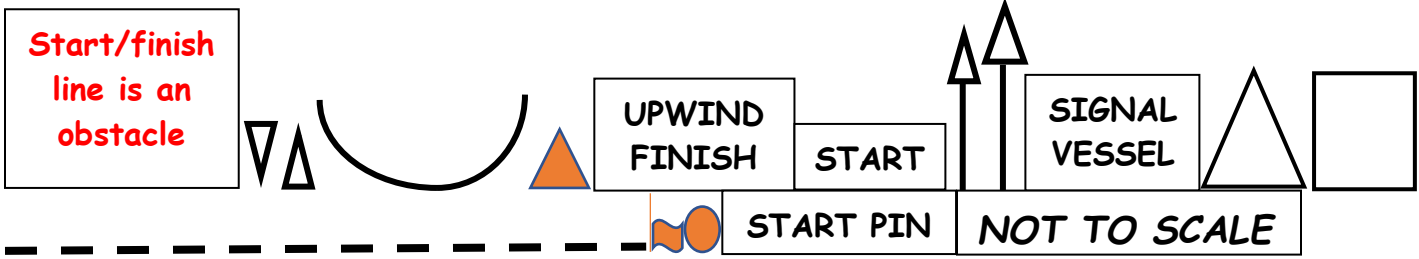 Start/finish
line is an
obstacle
UPWIND
FINISH
START
SIGNAL
VESSEL
START PIN
NOT TO SCALE